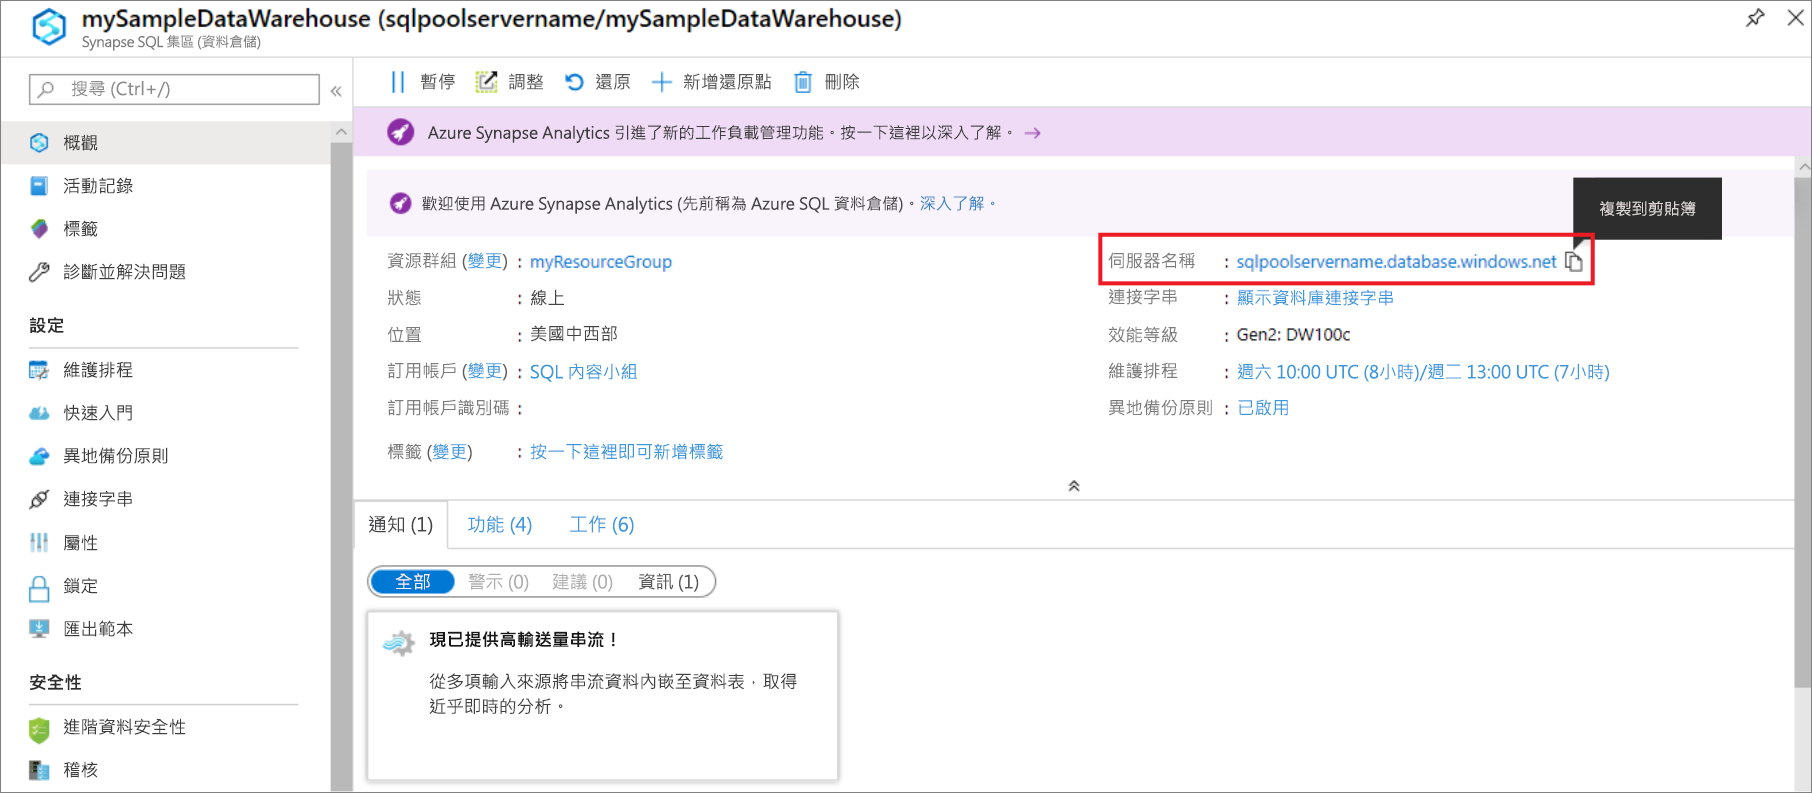 mySampleDataWarehouse (sqlpoolservername/mySampleDataWarehouse)
Synapse SQL 集區 (資料倉儲)
搜尋 (Ctrl+/)
«
概觀
活動記錄
標籤
診斷並解決問題
設定
維護排程
快速入門
異地備份原則
連接字串
屬性
鎖定
匯出範本
安全性
進階資料安全性
稽核
暫停 調整 還原 新增還原點 刪除
Azure Synapse Analytics 引進了新的工作負載管理功能。按一下這裡以深入了解。 →
歡迎使用 Azure Synapse Analytics (先前稱為 Azure SQL 資料倉儲)。深入了解。
複製到剪貼簿
資源群組 (變更) : myResourceGroup
狀態 : 線上
位置 : 美國中西部
訂用帳戶 (變更) : SQL 內容小組
訂用帳戶識別碼 :
標籤 (變更) : 按一下這裡即可新增標籤
伺服器名稱 : sqlpoolservername.database.windows.net
連接字串 : 顯示資料庫連接字串
效能等級 : Gen2: DW100c
維護排程 : 週六 10:00 UTC (8小時)/週二 13:00 UTC (7小時)
異地備份原則 : 已啟用
通知 (1) 功能 (4) 工作 (6)
全部 警示 (0) 建議 (0) 資訊 (1)
現已提供高輸送量串流！
從多項輸入來源將串流資料內嵌至資料表，取得
近乎即時的分析。